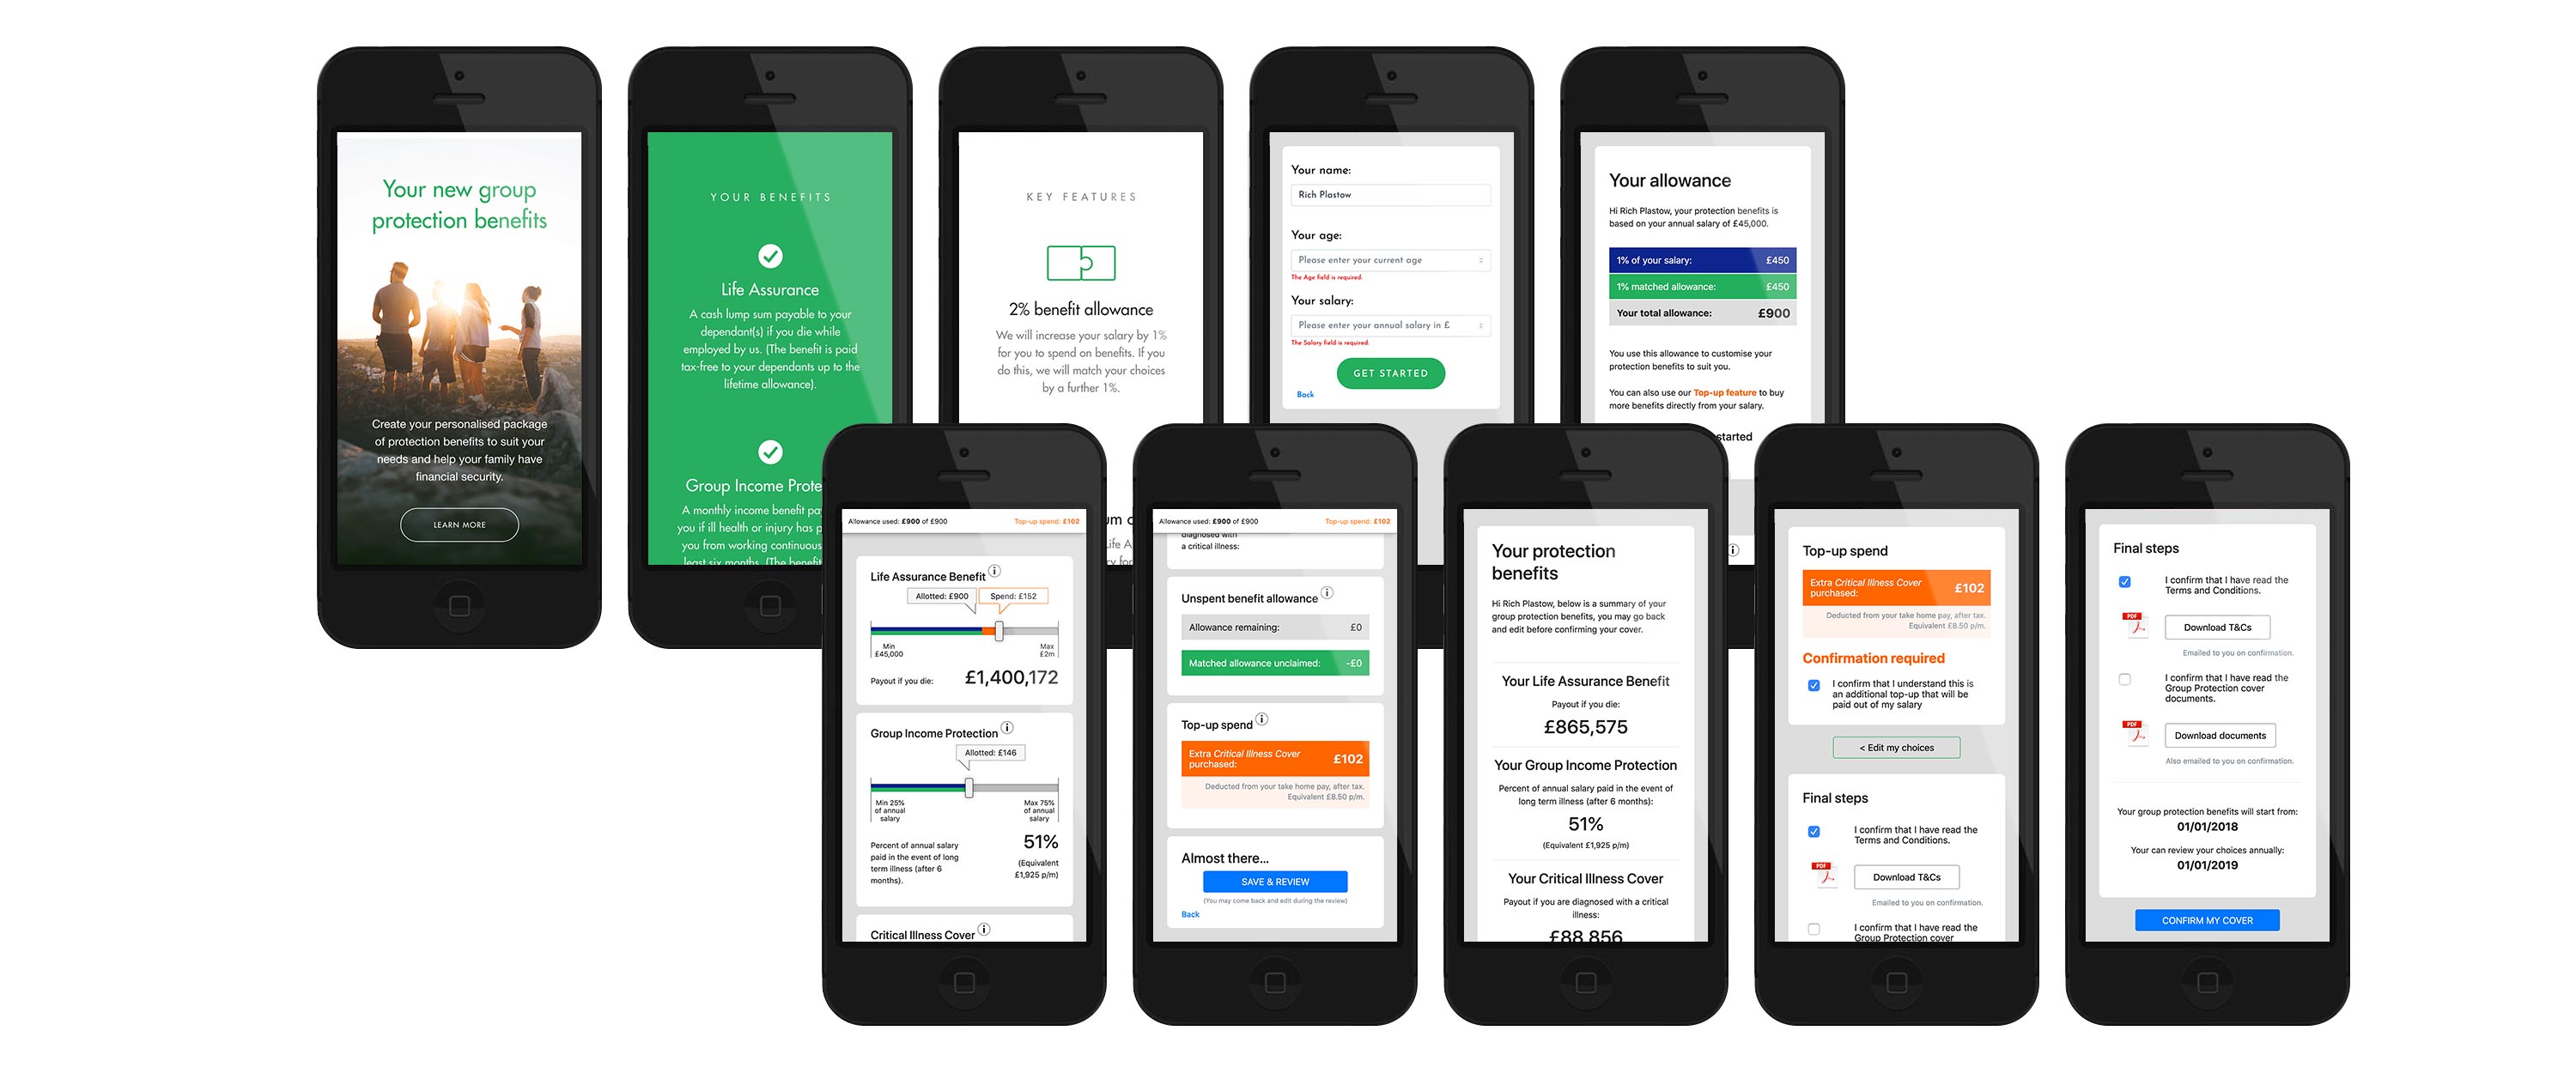 Your new group
protection benefits
Create your personalised package
of protection benefits to suit your
needs and help your family have
financial security.
LEARN MORE
YOUR BENEFITS
Life Assurance
A cash lump sum payable to your
dependant(s) if you die while
employed by us. (The benefit is paid
tax-free to your dependants up to the
lifetime allowance).
Group Income Prote
A monthly income benefit pa
you if ill health or injury has p
you from working continuous
least six months. (The benefit
KEY FEATURES
2% benefit allowance
We will increase your salary by 1%
for you to spend on benefits. If you
do this, we will match your choices
by a further 1%.
um c
ife A
ry for
Your name:
Rich Plastow
Your age:
Please enter your current age
The Age field is required.
Your salary:
Please enter your annual salary in £
The Salary field is required.
GET STARTED
Back
Your allowance
Hi Rich Plastow, your protection benefits is
based on your annual salary of £45,000.
1% of your salary: £450
1% matched allowance: £450
Your total allowance: £900
You use this allowance to customise your
protection benefits to suit you.
You can also use our Top-up feature to buy
more benefits directly from your salary.
started
Allowance used: £900 of £900 Top-up spend: £102
Life Assurance Benefit
Allotted: £900 Spend: £152
Min
£45,000
Max
£2m
Payout if you die: £1,400,172
Group Income Protection
Allotted: £146
Min 25%
of annual
salary
Max 75%
of annual
salary
Percent of annual salary
paid in the event of long
term illness (after 6
months).
51%
(Equivalent
£1,925 p/m)
Critical Illness Cover
Allowance used: £900 of £900 Top-up spend: £102
diagnosed with
a critical illness:
Unspent benefit allowance
Allowance remaining: £0
Matched allowance unclaimed: -£0
Top-up spend
Extra Critical Illness Cover
purchased: £102
Deducted from your take home pay, after tax.
Equivalent £8.50 p/m.
Almost there...
SAVE & REVIEW
(You may come back and edit during the review)
Back
Your protection
benefits
Hi Rich Plastow, below is a summary of your
group protection benefits, you may go back
and edit before confirming your cover.
Your Life Assurance Benefit
Payout if you die:
£865,575
Your Group Income Protection
Percent of annual salary paid in the event of
long term illness (after 6 months):
51%
(Equivalent £1,925 p/m)
Your Critical Illness Cover
Payout if you are diagnosed with a critical
illness:
£88,856
Top-up spend
Extra Critical Illness Cover
purchased: £102
Deducted from your take home pay, after tax.
Equivalent £8.50 p/m.
Confirmation required
I confirm that I understand this is
an additional top-up that will be
paid out of my salary
< Edit my choices
Final steps
I confirm that I have read the
Terms and Conditions.
PDF
Download T&Cs
Emailed to you on confirmation.
I confirm that I have read the
Group Protection cover
Final steps
I confirm that I have read the
Terms and Conditions.
PDF
Download T&Cs
Emailed to you on confirmation.
I confirm that I have read the
Group Protection cover
documents.
PDF
Download documents
Also emailed to you on confirmation.
Your group protection benefits will start from:
01/01/2018
Your can review your choices annually:
01/01/2019
CONFIRM MY COVER